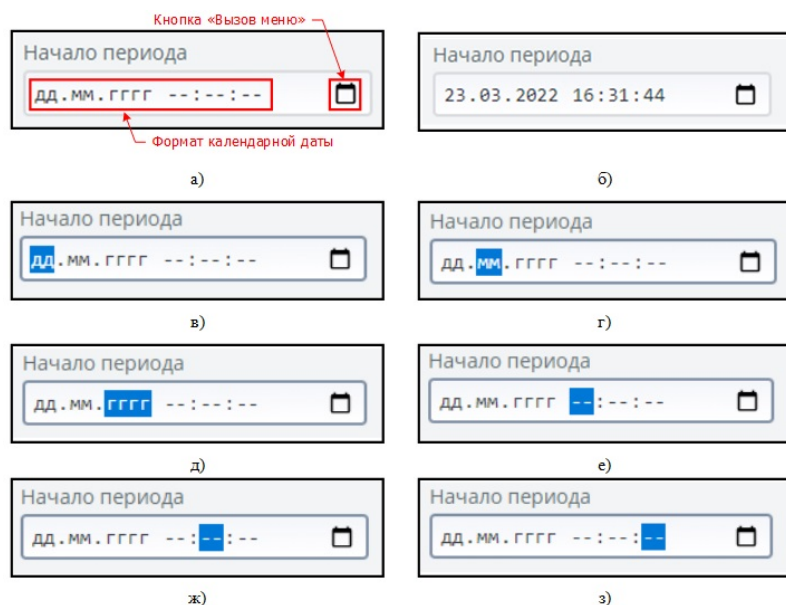 Кнопка «Вызов меню»
Начало периода
дд.мм.гггг --:--:--
Формат календарной даты
а)
Начало периода
23.03.2022 16:31:44
б)
Начало периода
дд.мм.гггг --:--:--
в)
Начало периода
дд.мм.гггг --:--:--
г)
Начало периода
дд.мм.гггг --:--:--
д)
Начало периода
дд.мм.гггг --:--:--
е)
Начало периода
дд.мм.гггг --:--:--
ж)
Начало периода
дд.мм.гггг --:--:--
з)